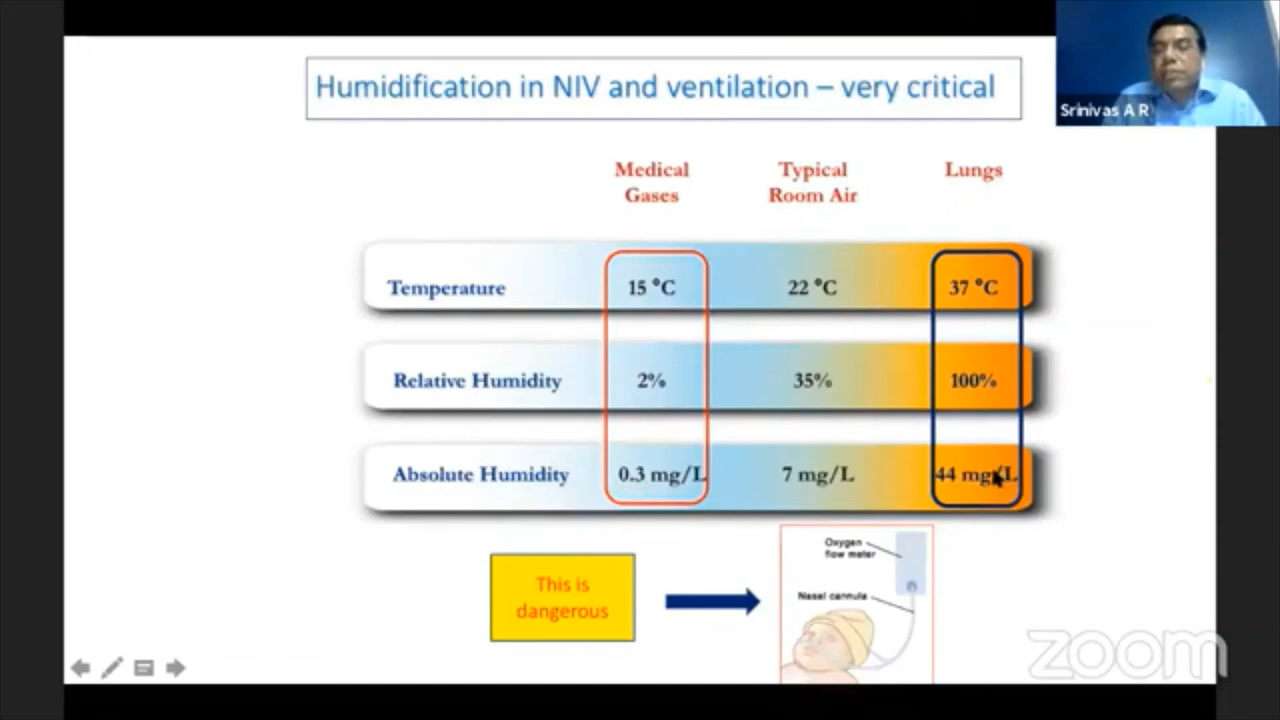 Humidification in NIV and ventilation – very critical
Srinivas A R
Medical Gases
Typical Room Air
Lungs
Temperature 15 °C 22 °C 37 °C
Relative Humidity 2% 35% 100%
Absolute Humidity 0.3 mg/L 7 mg/L 44 mg/L
This is
dangerous
Oxygen
flow meter
Nasal cannula
zoom